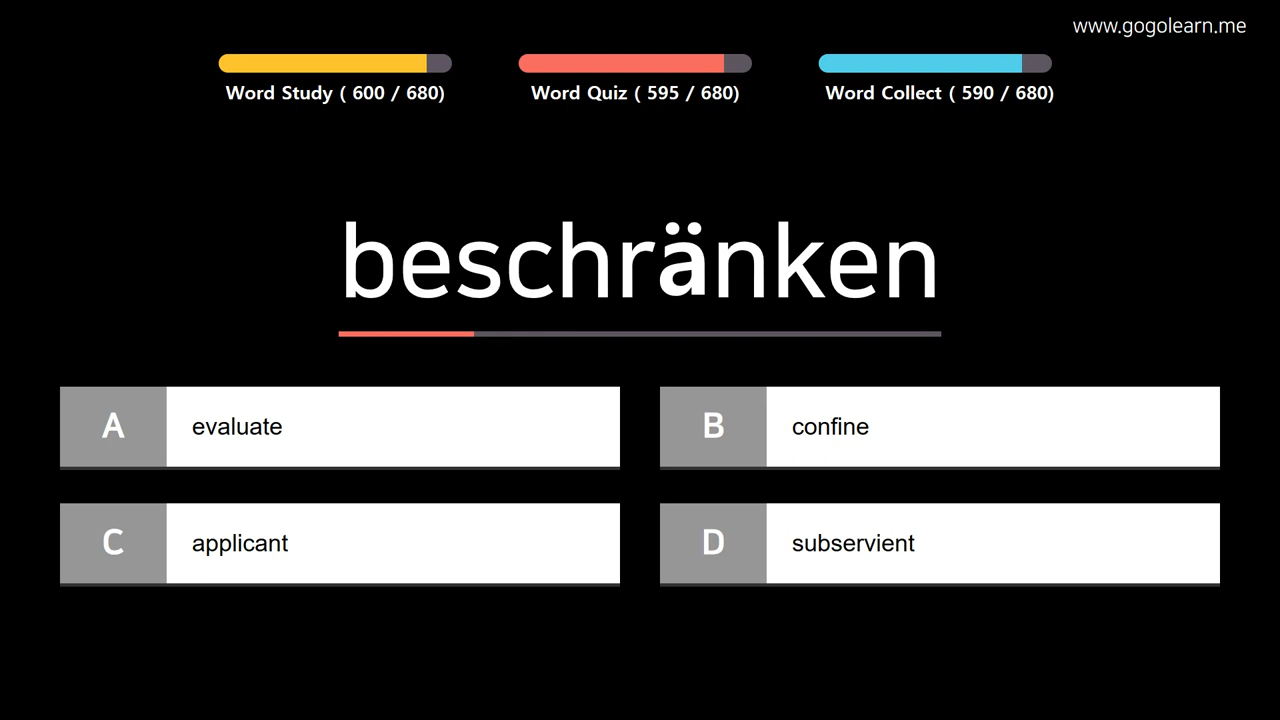 www.gogolearn.me
Word Study ( 600 / 680)
Word Quiz ( 595 / 680)
Word Collect ( 590 / 680)
beschränken
A evaluate
B confine
C applicant
D subservient